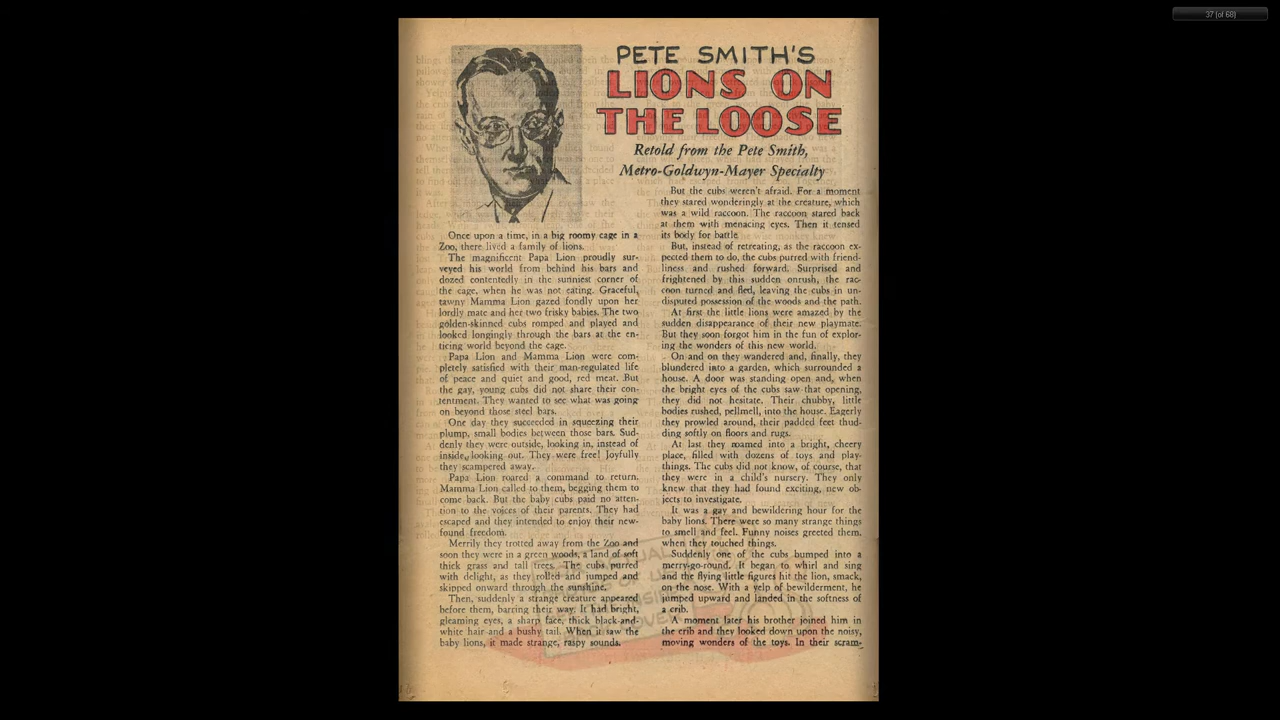 37 (of 68)
PETE SMITH'S
LIONS ON
THE LOOSE
Retold from the Pete Smith,
Metro-Goldwyn-Mayer Specialty
Once upon a time, in a big roomy cage in a
Zoo, there lived a family of lions.
The magnificent Papa Lion proudly sur-
veyed his world from behind his bars and
dozed contentedly in the sunniest corner of
the cage, when he was not eating. Graceful,
tawny Mamma Lion gazed fondly upon her
lordly mate and her two frisky babies. The two
golden-skinned cubs romped and played and
looked longingly through the bars at the en-
ticing world beyond the cage.
Papa Lion and Mamma Lion were com-
pletely satisfied with their man-regulated life
of peace and quiet and good, red meat. But
the gay, young cubs did not share their con-
tentment. They wanted to see what was going
on beyond those steel bars.
One day they succeeded in squeezing their
plump, small bodies between those bars. Sud-
denly they were outside, looking in, instead of
inside, looking out. They were free! Joyfully
they scampered away.
Papa Lion roared a command to return.
Mamma Lion called to them, begging them to
come back. But the baby cubs paid no atten-
tion to the voices of their parents. They had
escaped and they intended to enjoy their new-
found freedom.
Merrily they trotted away from the Zoo and
soon they were in a green woods, a land of soft
thick grass and tall trees. The cubs purred
with delight, as they rolled and jumped and
skipped onward through the sunshine.
Then, suddenly a strange creature appeared
before them, barring their way. It had bright,
gleaming eyes, a sharp face, thick black-and-
white hair and a bushy tail. When it saw the
baby lions, it made strange, raspy sounds.
But the cubs weren't afraid. For a moment
they stared wonderingly at the creature, which
was a wild raccoon. The raccoon stared back
at them with menacing eyes. Then it tensed
its body for battle.
But, instead of retreating, as the raccoon ex-
pected them to do, the cubs purred with friend-
liness and rushed forward. Surprised and
frightened by this sudden onrush, the rac-
coon turned and fled, leaving the cubs in un-
disputed possession of the woods and the path.
At first the little lions were amazed by the
sudden disappearance of their new playmate.
But they soon forgot him in the fun of explor-
ing the wonders of this new world.
On and on they wandered and, finally, they
blundered into a garden, which surrounded a
house. A door was standing open and, when
the bright eyes of the cubs saw that opening,
they did not hesitate. Their chubby, little
bodies rushed, pellmell, into the house. Eagerly
they prowled around, their padded feet thud-
ding softly on floors and rugs.
At last they roamed into a bright, cheery
place, filled with dozens of toys and play-
things. The cubs did not know, of course, that
they were in a child's nursery. They only
knew that they had found exciting, new ob-
jects to investigate.
It was a gay and bewildering hour for the
baby lions. There were so many strange things
to smell and feel. Funny noises greeted them,
when they touched things.
Suddenly one of the cubs bumped into a
merry-go-round. It began to whirl and sing
and the flying little figures hit the lion, smack,
on the nose. With a yelp of bewilderment, he
jumped upward and landed in the softness of
a crib.
A moment later his brother joined him in
the crib and they looked down upon the noisy,
moving wonders of the toys. In their scram-